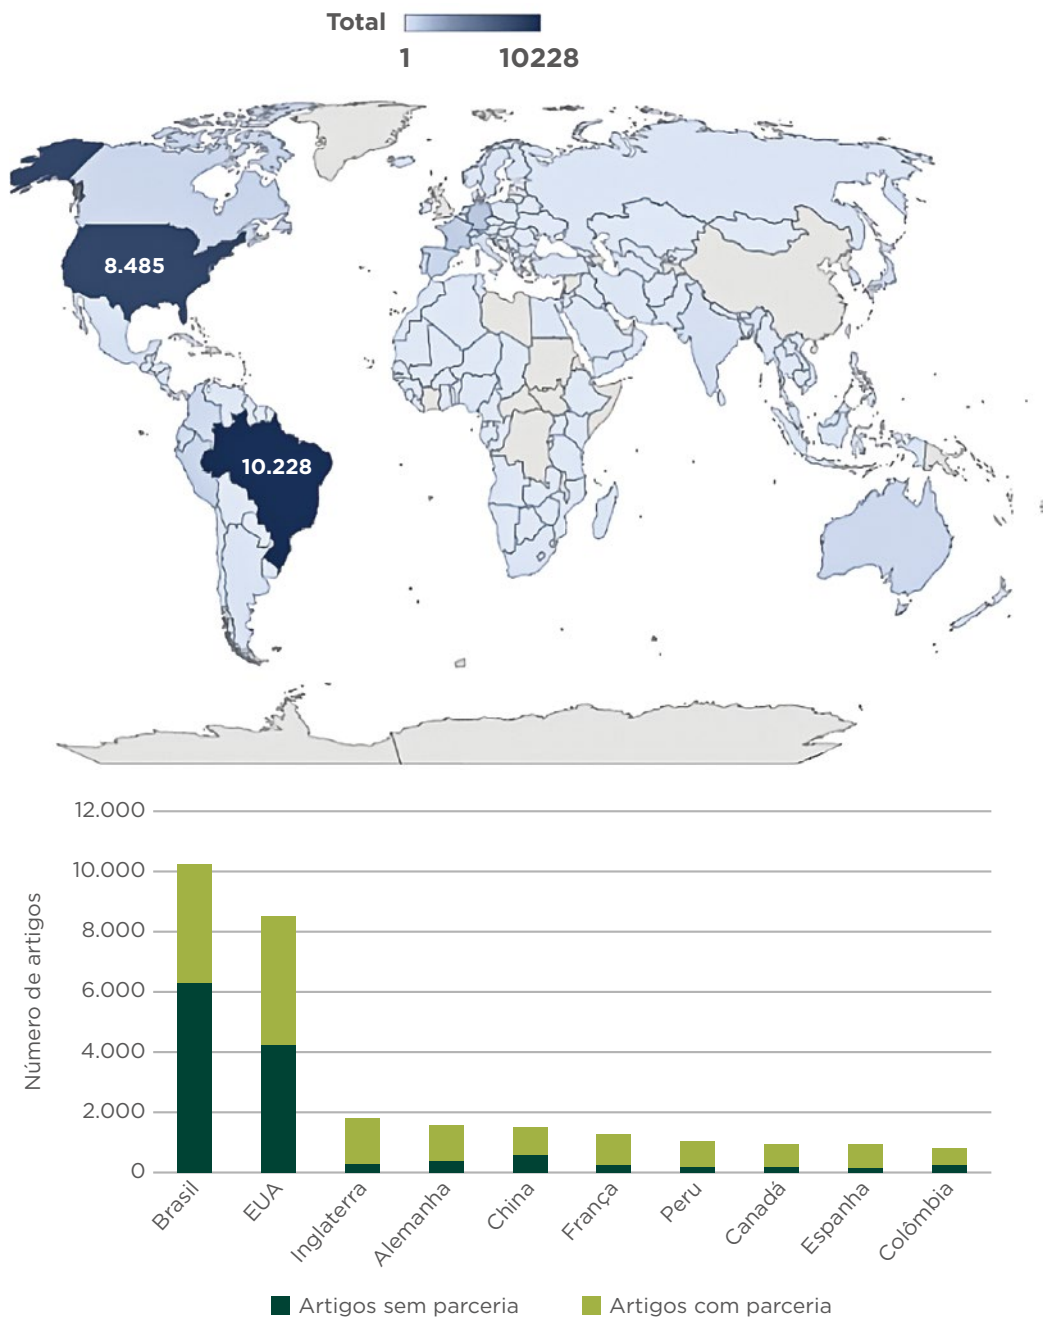 Total
1 10228
8.485
10.228
12.000
10.000
8.000
6.000
4.000
2.000
0
Número de artigos
Brasil
EUA
Inglaterra
Alemanha
China
França
Peru
Canadá
Espanha
Colômbia
Artigos sem parceria
Artigos com parceria